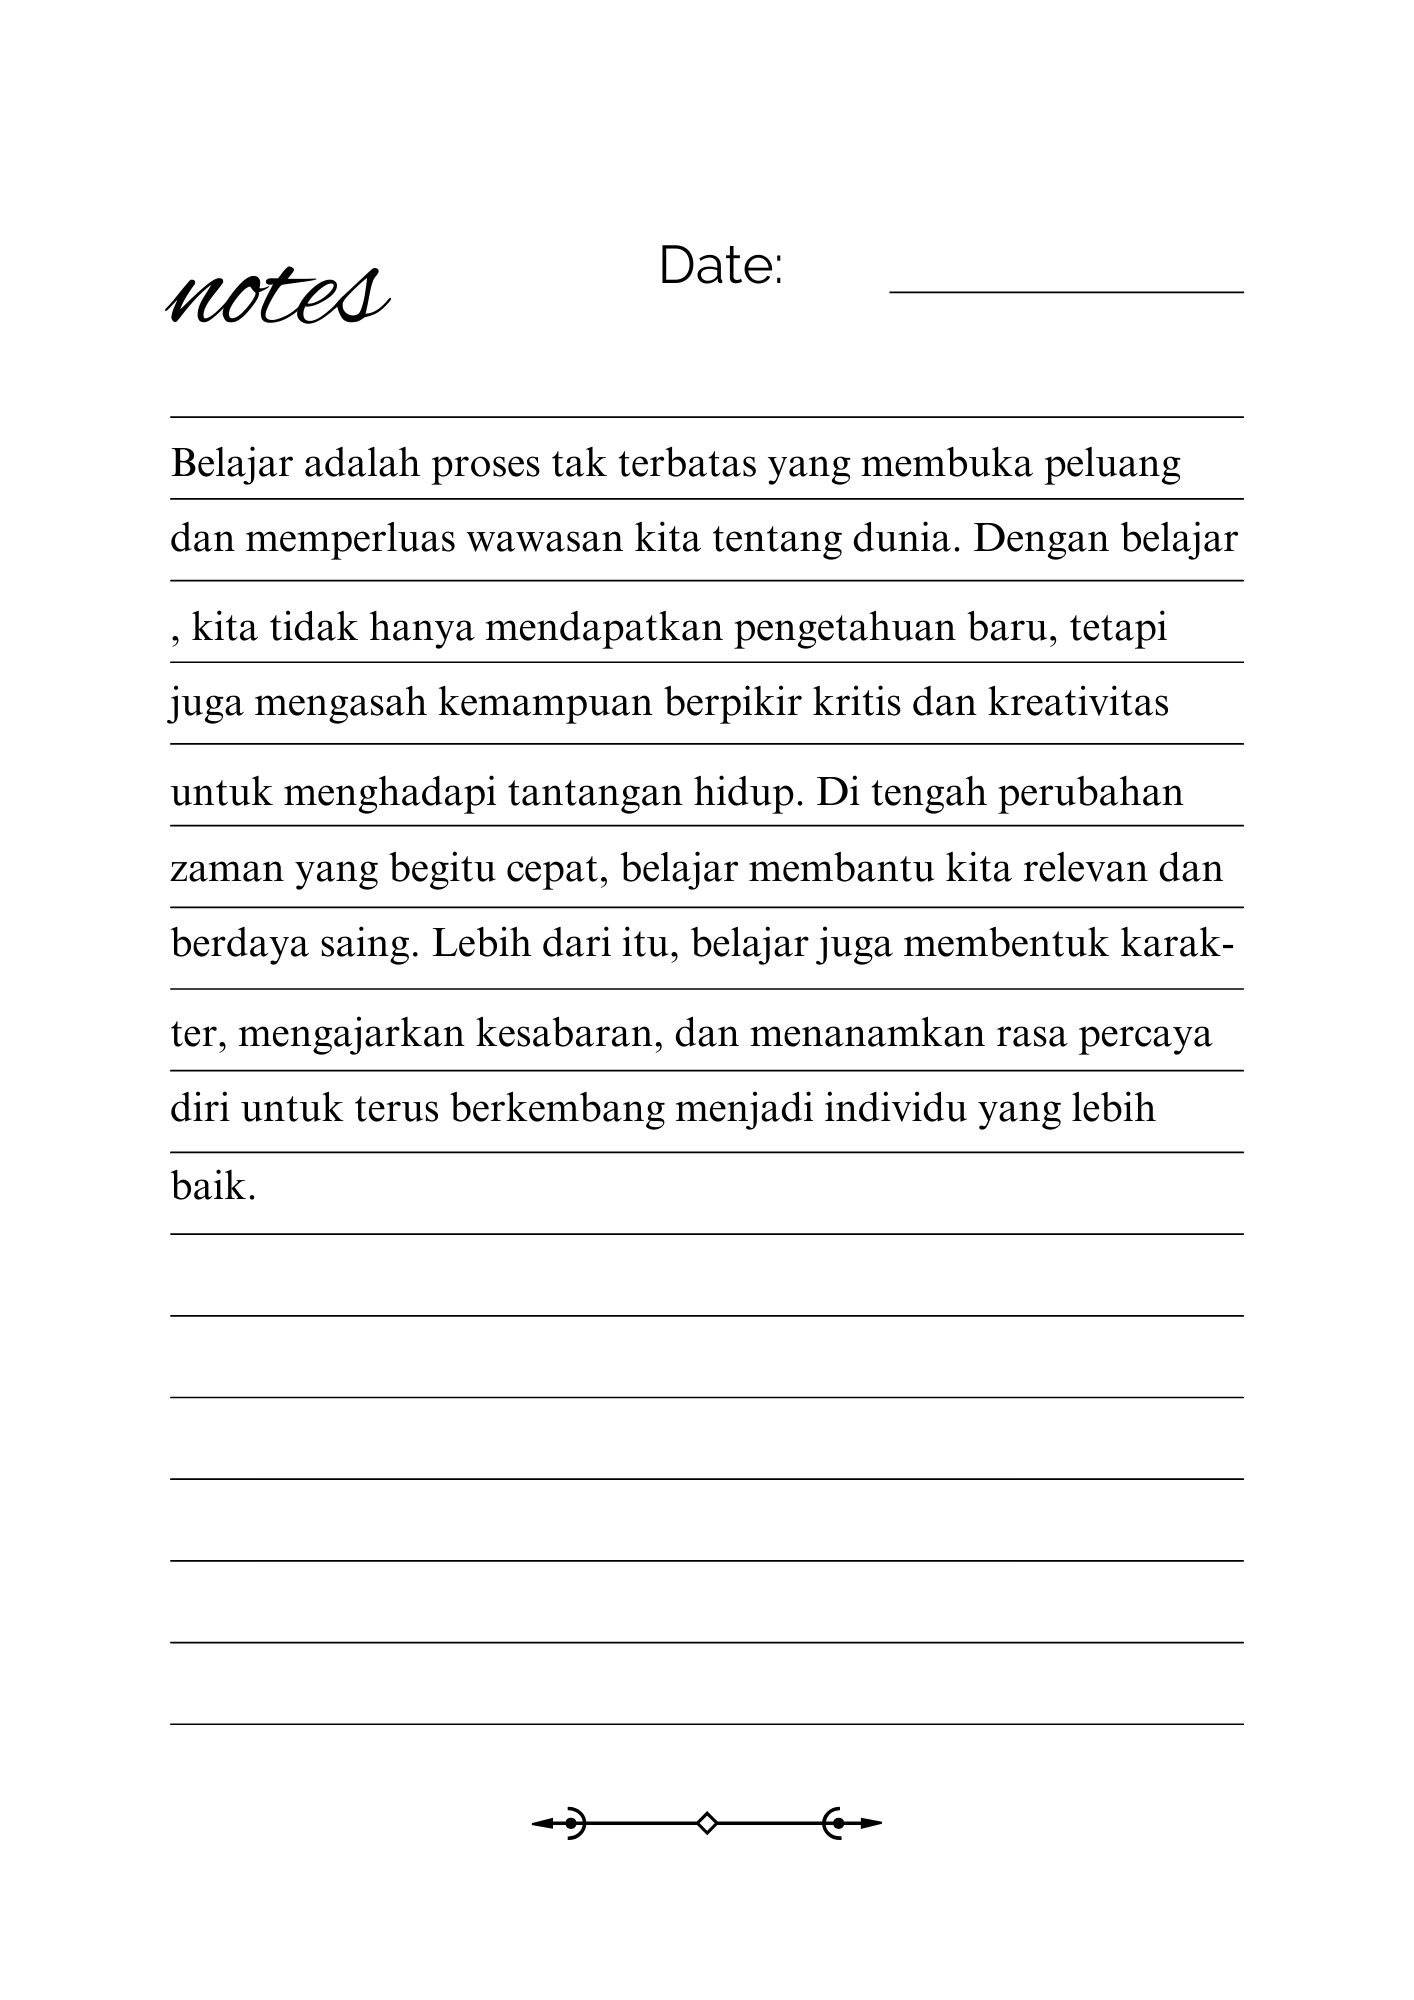 notes
Date:
Belajar adalah proses tak terbatas yang membuka peluang
dan memperluas wawasan kita tentang dunia. Dengan belajar
, kita tidak hanya mendapatkan pengetahuan baru, tetapi
juga mengasah kemampuan berpikir kritis dan kreativitas
untuk menghadapi tantangan hidup. Di tengah perubahan
zaman yang begitu cepat, belajar membantu kita relevan dan
berdaya saing. Lebih dari itu, belajar juga membentuk karak-
ter, mengajarkan kesabaran, dan menanamkan rasa percaya
diri untuk terus berkembang menjadi individu yang lebih
baik.